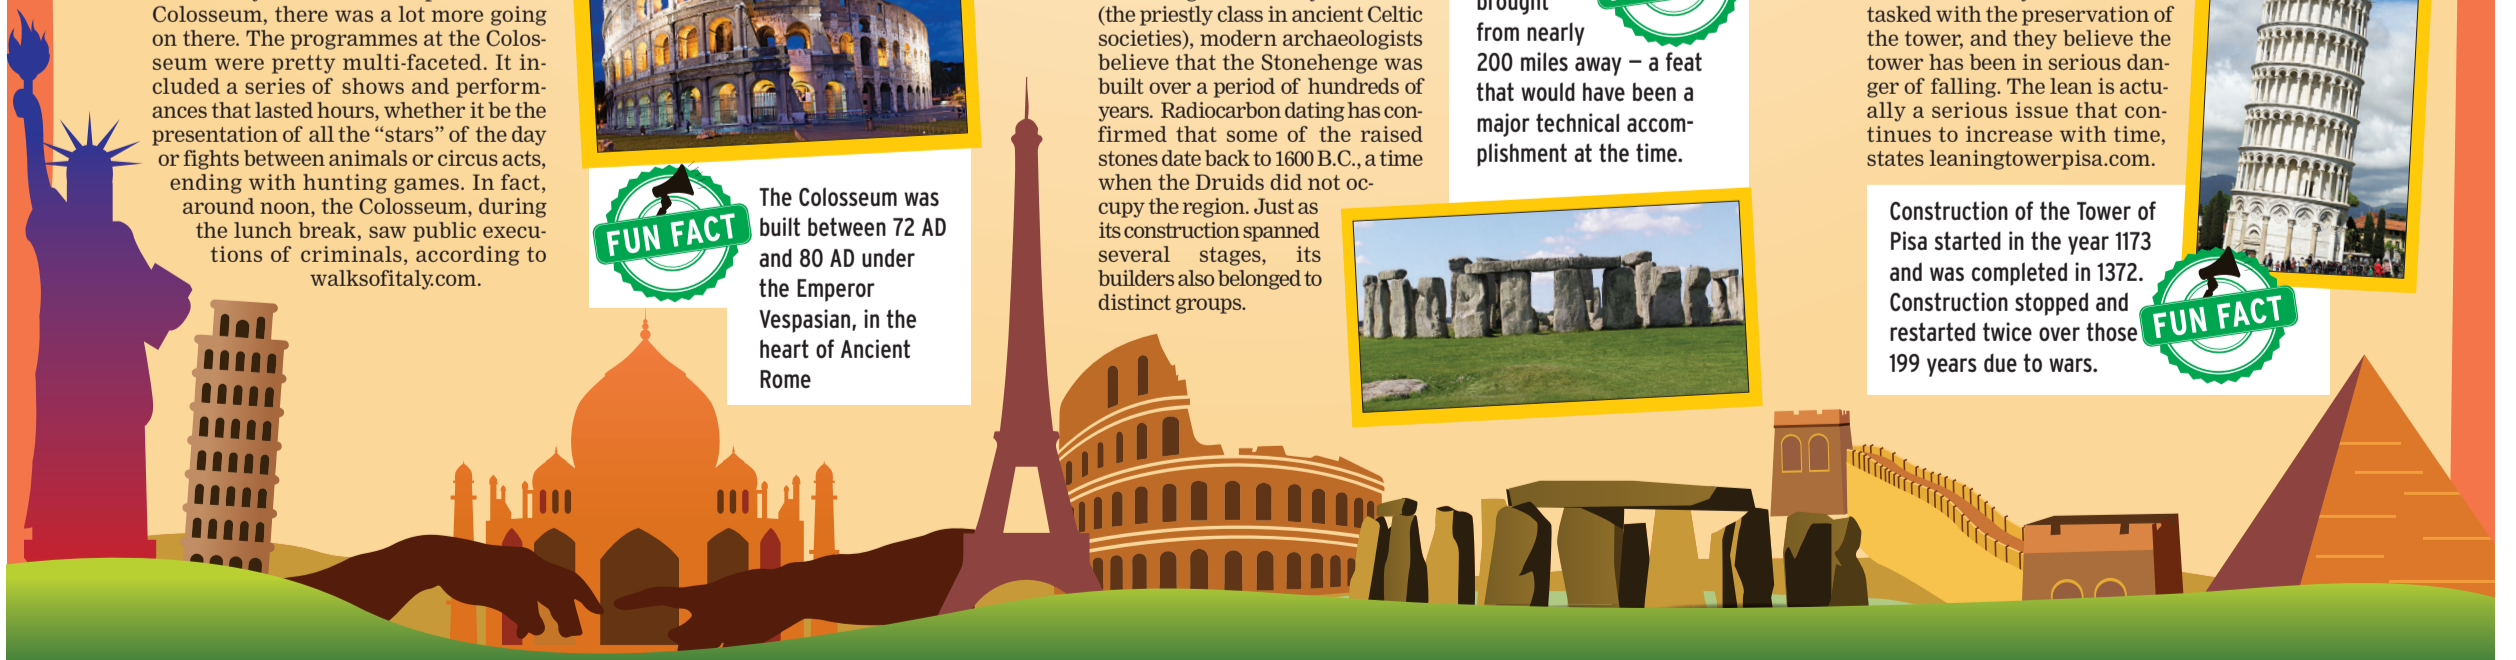 Colosseum, there was a lot more going
on there. The programmes at the Colos-
seum were pretty multi-faceted. It in-
cluded a series of shows and perform-
ances that lasted hours, whether it be the
presentation of all the “stars” of the day
or fights between animals or circus acts,
ending with hunting games. In fact,
around noon, the Colosseum, during
the lunch break, saw public execu-
tions of criminals, according to
walksofitaly.com.
FUN FACT
The Colosseum was
built between 72 AD
and 80 AD under
the Emperor
Vespasian, in the
heart of Ancient
Rome
(the priestly class in ancient Celtic
societies), modern archaeologists
believe that the Stonehenge was
built over a period of hundreds of
years. Radiocarbon dating has con-
firmed that some of the raised
stones date back to 1600 B.C., a time
when the Druids did not oc-
cupy the region. Just as
its construction spanned
several stages, its
builders also belonged to
distinct groups.
brought
from nearly
200 miles away – a feat
that would have been a
major technical accom-
plishment at the time.
tasked with the preservation of
the tower, and they believe the
tower has been in serious dan-
ger of falling. The lean is actu-
ally a serious issue that con-
tinues to increase with time,
states leaningtowerpisa.com.
Construction of the Tower of
Pisa started in the year 1173
and was completed in 1372.
Construction stopped and
restarted twice over those
199 years due to wars.
FUN FACT